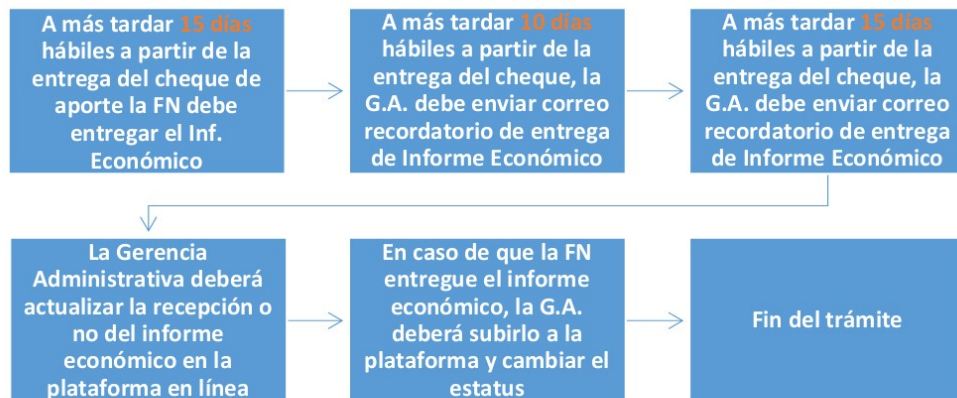 A más tardar 15 días
hábiles a partir de la
entrega del cheque de
aporte la FN debe
entregar el Inf.
Económico
A más tardar 10 días
hábiles a partir de la
entrega del cheque, la
G.A. debe enviar correo
recordatorio de entrega
de Informe Económico
A más tardar 15 días
hábiles a partir de la
entrega del cheque, la
G.A. debe enviar correo
recordatorio de entrega
de Informe Económico
La Gerencia
Administrativa deberá
actualizar la recepción o
no del informe
económico en la
plataforma en línea
En caso de que la FN
entregue el informe
económico, la G.A.
deberá subirlo a la
plataforma y cambiar el
estatus
Fin del trámite